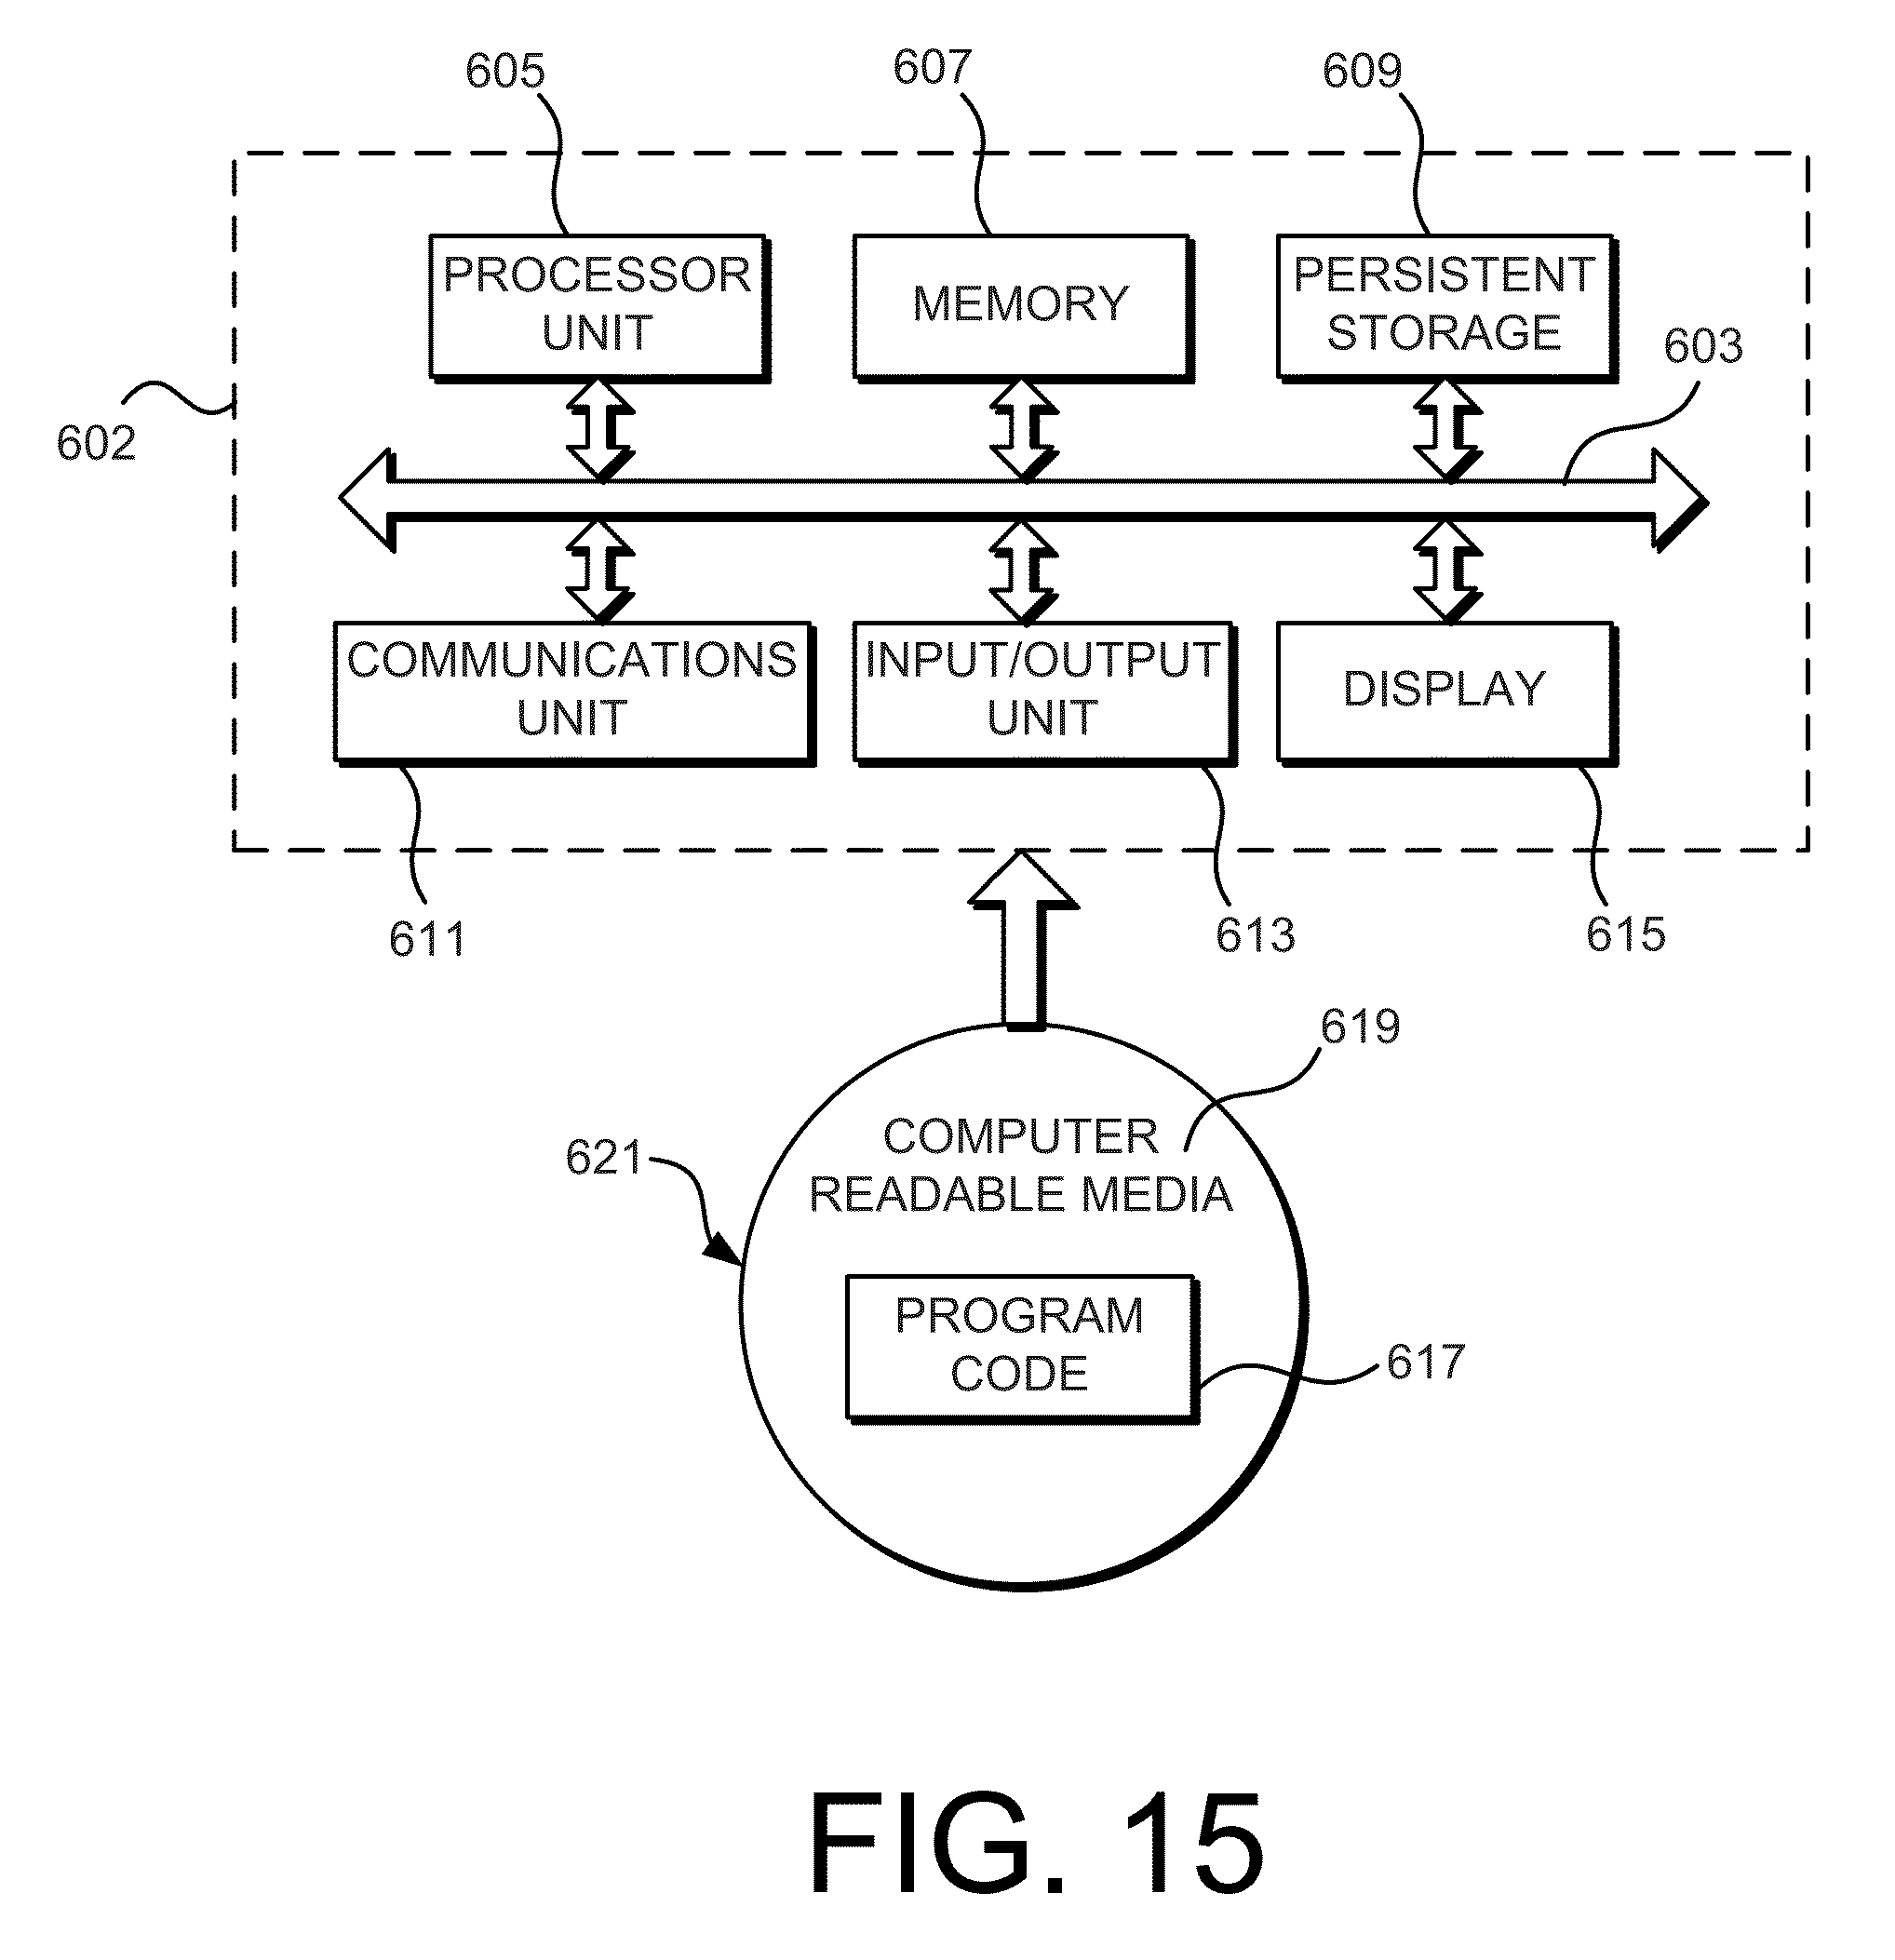 605
607
609
PROCESSOR
UNIT
MEMORY
PERSISTENT
STORAGE
603
602
COMMUNICATIONS
UNIT
INPUT/OUTPUT
UNIT
DISPLAY
611
613
615
619
COMPUTER
READABLE MEDIA
621
PROGRAM
CODE
617
FIG. 15